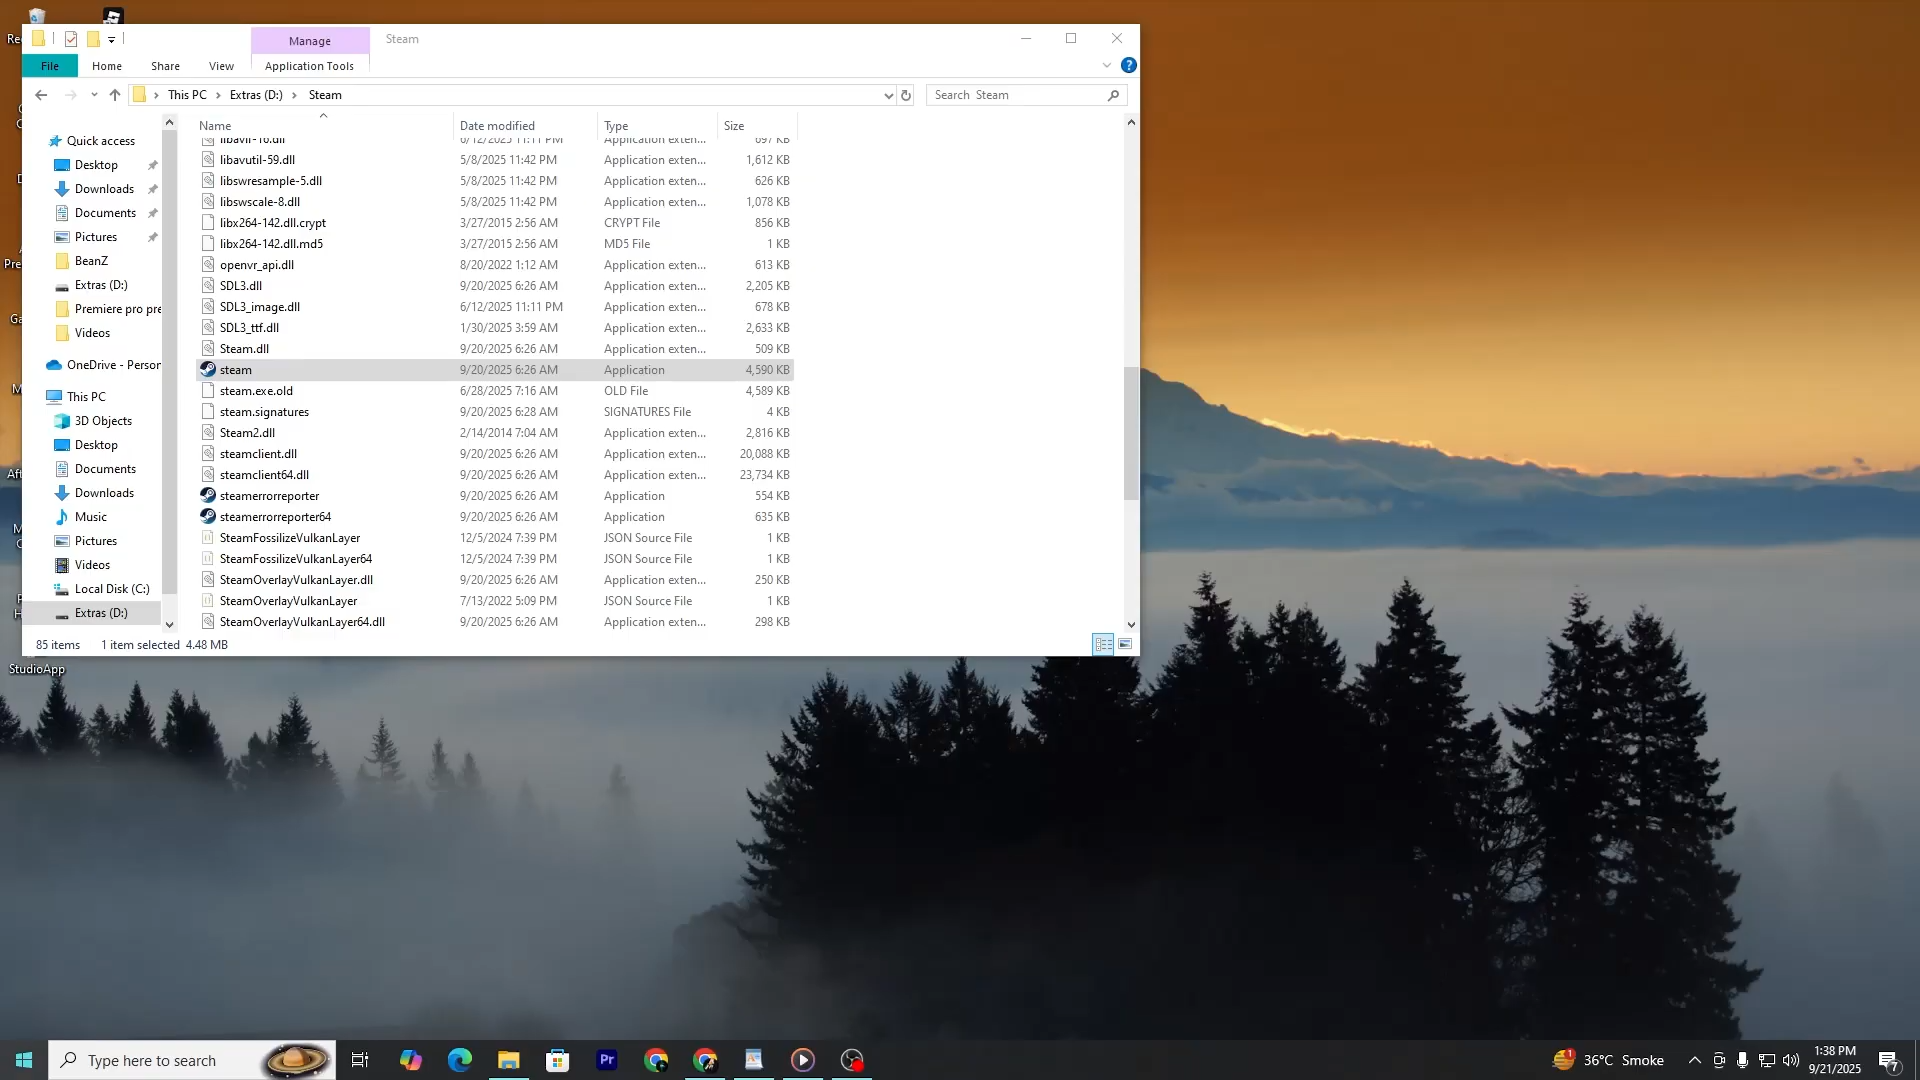 Manage
Steam
File
Home
Share
View
Application Tools
This PC
Extras (D:)
Steam
Search Steam
Name
Date modified
Type
Size
Quick access
Desktop
Downloads
Documents
Pictures
BeanZ
Extras (D:)
Premiere pro pre
Videos
OneDrive - Person
This PC
3D Objects
Desktop
Documents
Downloads
Music
Pictures
Videos
Local Disk (C:)
Extras (D:)
6/12/2025 11:11 PM Application exten... 697 KB
libavutil-59.dll 5/8/2025 11:42 PM Application exten... 1,612 KB
libswresample-5.dll 5/8/2025 11:42 PM Application exten... 626 KB
libswscale-8.dll 5/8/2025 11:42 PM Application exten... 1,078 KB
libx264-142.dll.crypt 3/27/2015 2:56 AM CRYPT File 856 KB
libx264-142.dll.md5 3/27/2015 2:56 AM MD5 File 1 KB
openvr_api.dll 8/20/2022 1:12 AM Application exten... 613 KB
SDL3.dll 9/20/2025 6:26 AM Application exten... 2,205 KB
SDL3_image.dll 6/12/2025 11:11 PM Application exten... 678 KB
SDL3_ttf.dll 1/30/2025 3:59 AM Application exten... 2,633 KB
Steam.dll 9/20/2025 6:26 AM Application exten... 509 KB
steam 9/20/2025 6:26 AM Application 4,590 KB
steam.exe.old 6/28/2025 7:16 AM OLD File 4,589 KB
steam.signatures 9/20/2025 6:28 AM SIGNATURES File 4 KB
Steam2.dll 2/14/2014 7:04 AM Application exten... 2,816 KB
steamclient.dll 9/20/2025 6:26 AM Application exten... 20,088 KB
steamclient64.dll 9/20/2025 6:26 AM Application exten... 23,734 KB
steamerrorreporter 9/20/2025 6:26 AM Application 554 KB
steamerrorreporter64 9/20/2025 6:26 AM Application 635 KB
SteamFossilizeVulkanLayer 12/5/2024 7:39 PM JSON Source File 1 KB
SteamFossilizeVulkanLayer64 12/5/2024 7:39 PM JSON Source File 1 KB
SteamOverlayVulkanLayer.dll 9/20/2025 6:26 AM Application exten... 250 KB
SteamOverlayVulkanLayer 7/13/2022 5:09 PM JSON Source File 1 KB
SteamOverlayVulkanLayer64.dll 9/20/2025 6:26 AM Application exten... 298 KB
85 items 1 item selected 4.48 MB
StudioApp
Type here to search
Pr
36°C Smoke
1:38 PM
9/21/2025
7